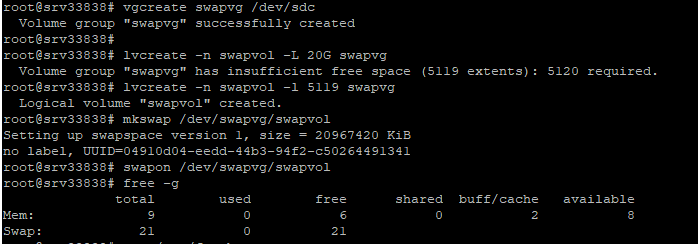 root@srv33838# vgcreate swapvg /dev/sdc
  Volume group "swapvg" successfully created
root@srv33838#
root@srv33838# lvcreate -n swapvol -L 20G swapvg
  Volume group "swapvg" has insufficient free space (5119 extents): 5120 required.
root@srv33838# lvcreate -n swapvol -l 5119 swapvg
  Logical volume "swapvol" created.
root@srv33838# mkswap /dev/swapvg/swapvol
Setting up swapspace version 1, size = 20967420 KiB
no label, UUID=04910d04-eedd-44b3-94f2-c50264491341
root@srv33838# swapon /dev/swapvg/swapvol
root@srv33838# free -g
              total        used        free      shared  buff/cache   available
Mem:              9           0           6           0           2           8
Swap:            21           0          21